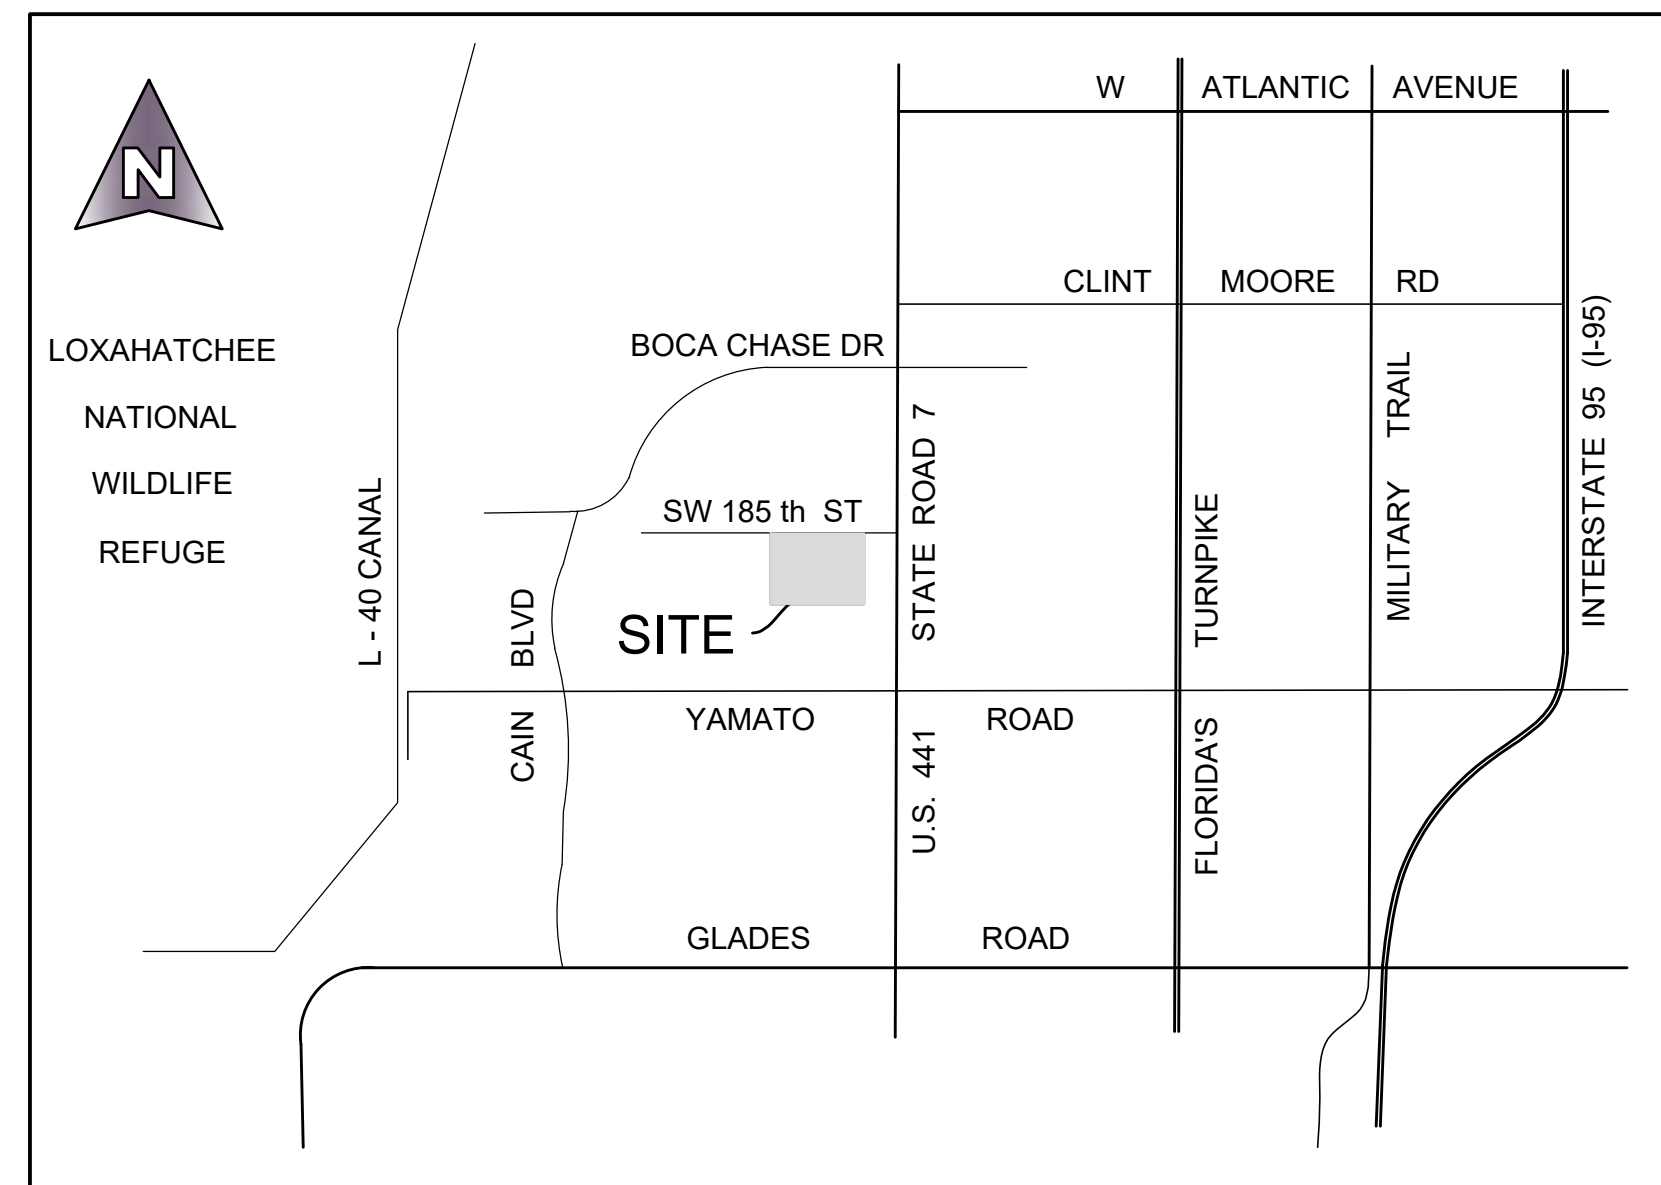 W ATLANTIC AVENUE
N
CLINT MOORE RD
LOXAHATCHEE
NATIONAL
WILDLIFE
REFUGE
BOCA CHASE DR
SW 185 th ST
SITE
L - 40 CANAL
CAIN BLVD
U.S. 441 STATE ROAD 7
FLORIDA'S TURNPIKE
MILITARY TRAIL
INTERSTATE 95 (I-95)
YAMATO ROAD
GLADES ROAD